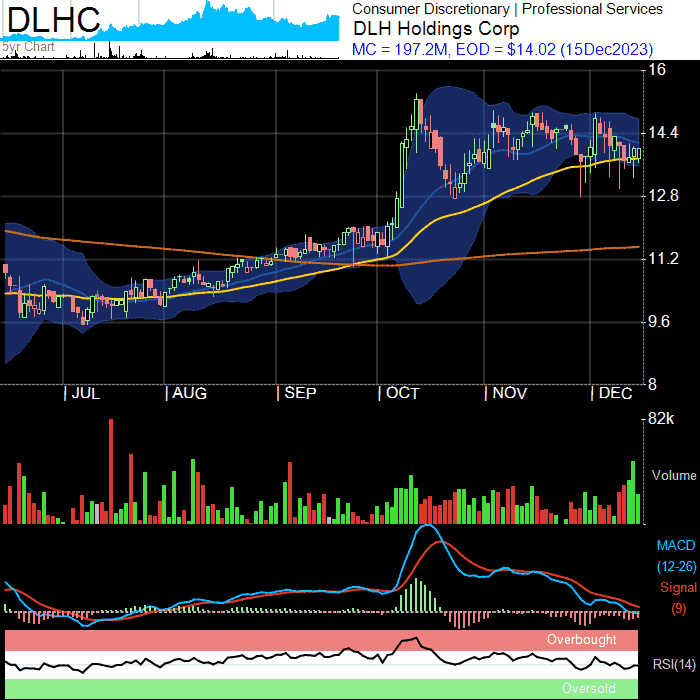 DLHC
5yr Chart
Consumer Discretionary | Professional Services
DLH Holdings Corp
MC = 197.2M, EOD = $14.02 (15Dec2023)
16
14.4
12.8
11.2
9.6
8
JUL
AUG
SEP
OCT
NOV
DEC
82k
Volume
MACD
(12-26)
Signal
(9)
Overbought
RSI(14)
Oversold